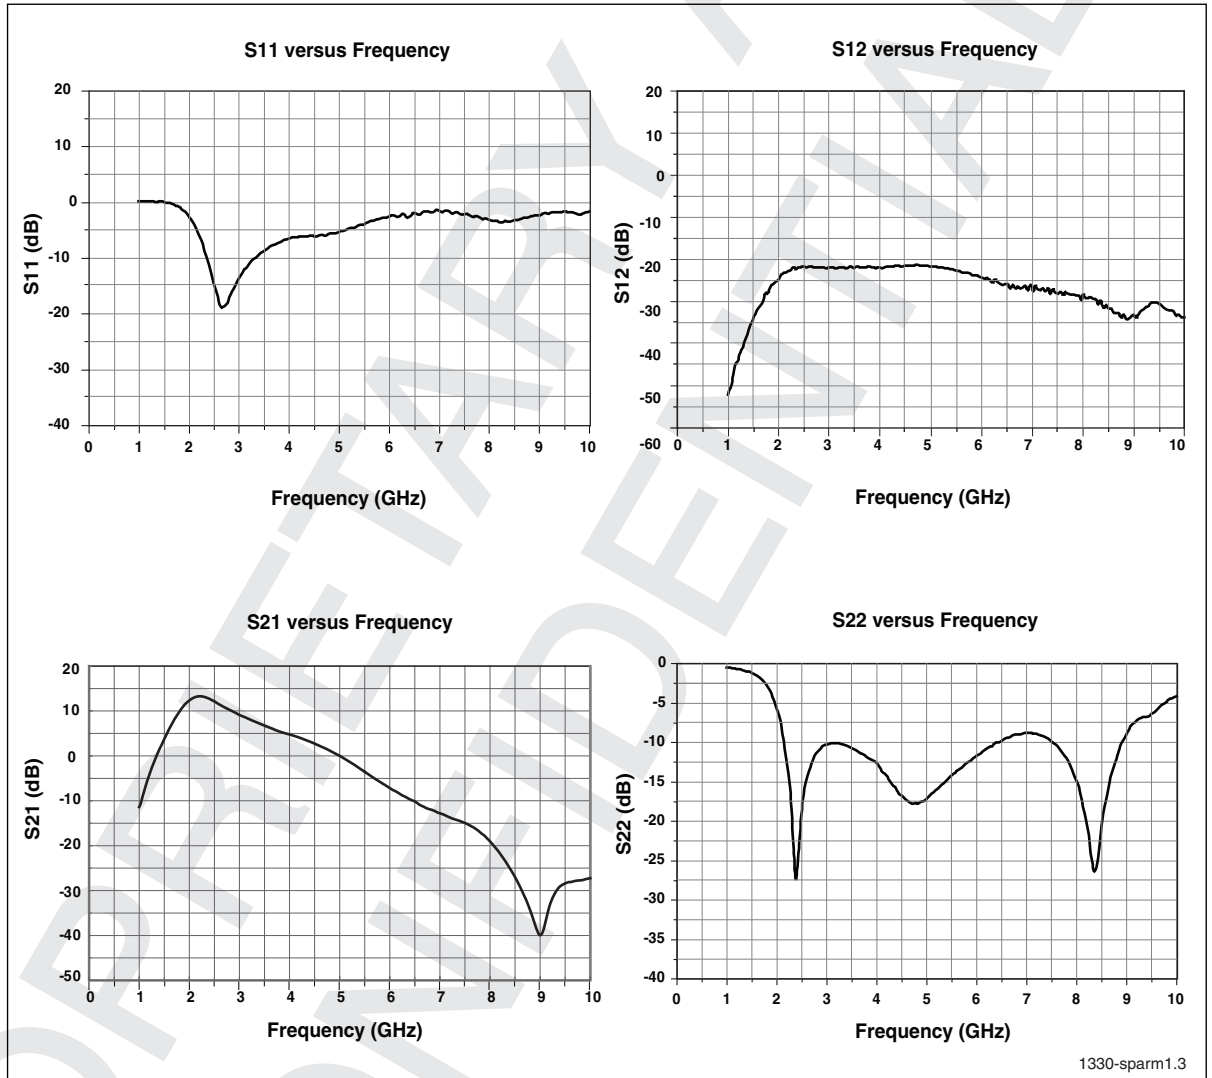 S11 versus Frequency
20
10
0
-10
-20
-30
-40
S11 (dB)
0 1 2 3 4 5 6 7 8 9 10
Frequency (GHz)
S12 versus Frequency
20
10
0
-10
-20
-30
-40
-50
-60
S12 (dB)
0 1 2 3 4 5 6 7 8 9 10
Frequency (GHz)
S21 versus Frequency
20
10
0
-10
-20
-30
-40
-50
S21 (dB)
0 1 2 3 4 5 6 7 8 9 10
Frequency (GHz)
S22 versus Frequency
0
-5
-10
-15
-20
-25
-30
-35
-40
S22 (dB)
0 1 2 3 4 5 6 7 8 9 10
Frequency (GHz)
1330-sparm1.3